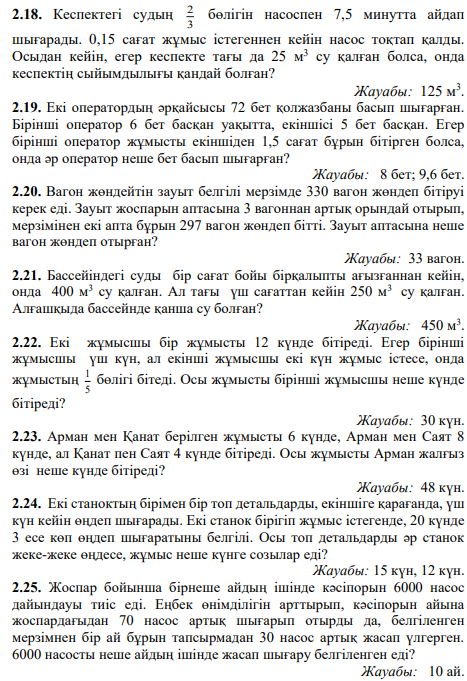 2.18. Кеспектегі судың 2/3 бөлігін насоспен 7,5 минутта айдап
шығарады. 0,15 сағат жұмыс істегеннен кейін насос тоқтап қалды.
Осыдан кейін, егер кеспекте тағы да 25 м³ су қалған болса, онда
кеспектің сыйымдылығы қандай болған?
Жауабы: 125 м³.
2.19. Екі оператордың әрқайсысы 72 бет қолжазбаны басып шығарған.
Бірінші оператор 6 бет басқан уақытта, екіншісі 5 бет басқан. Егер
бірінші оператор жұмысты екіншіден 1,5 сағат бұрын бітірген болса,
онда әр оператор неше бет басып шығарған?
Жауабы: 8 бет; 9,6 бет.
2.20. Вагон жөндейтін зауыт белгілі мерзімде 330 вагон жөндеп бітіруі
керек еді. Зауыт жоспарын аптасына 3 вагоннан артық орындай отырып,
мерзімінен екі апта бұрын 297 вагон жөндеп бітті. Зауыт аптасына неше
вагон жөндеп отырған?
Жауабы: 33 вагон.
2.21. Бассейіндегі суды бір сағат бойы бірқалыпты ағызғаннан кейін,
онда 400 м³ су қалған. Ал тағы үш сағаттан кейін 250 м³ су қалған.
Алғашқыда бассейнде қанша су болған?
Жауабы: 450 м³.
2.22. Екі жұмысшы бір жұмысты 12 күнде бітіреді. Егер бірінші
жұмысшы үш күн, ал екінші жұмысшы екі күн жұмыс істесе, онда
жұмыстың 1/5 бөлігі бітеді. Осы жұмысты бірінші жұмысшы неше күнде
бітіреді?
Жауабы: 30 күн.
2.23. Арман мен Қанат берілген жұмысты 6 күнде, Арман мен Саят 8
күнде, ал Қанат пен Саят 4 күнде бітіреді. Осы жұмысты Арман жалғыз
өзі неше күнде бітіреді?
Жауабы: 48 күн.
2.24. Екі станоктың бірімен бір топ детальдарды, екіншіге қарағанда, үш
күн кейін өңдеп шығарады. Екі станок бірігіп жұмыс істегенде, 20 күнде
3 есе көп өңдеп шығаратыны белгілі. Осы топ детальдарды әр станок
жеке-жеке өңдесе, жұмыс неше күнге созылар еді?
Жауабы: 15 күн, 12 күн.
2.25. Жоспар бойынша бірнеше айдың ішінде кәсіпорын 6000 насос
дайындауы тиіс еді. Еңбек өнімділігін арттырып, кәсіпорын айына
жоспардағыдан 70 насос артық шығарып отырды да, белгіленген
мерзімнен бір ай бұрын тапсырмадан 30 насос артық жасап үлгерген.
6000 насосты неше айдың ішінде жасап шығару белгіленген еді?
Жауабы: 10 ай.